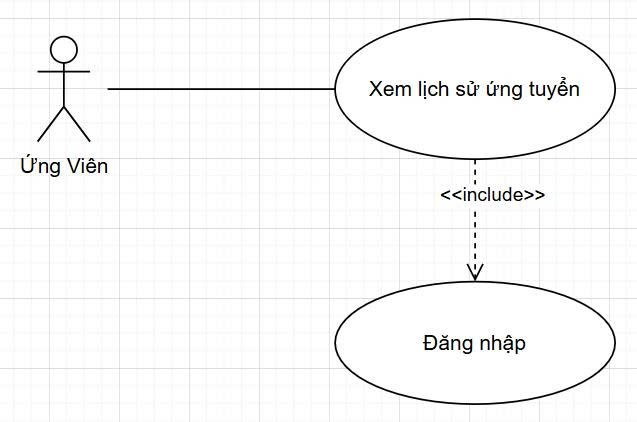 Xem lịch sử ứng tuyển
Ứng Viên
<<include>>
Đăng nhập